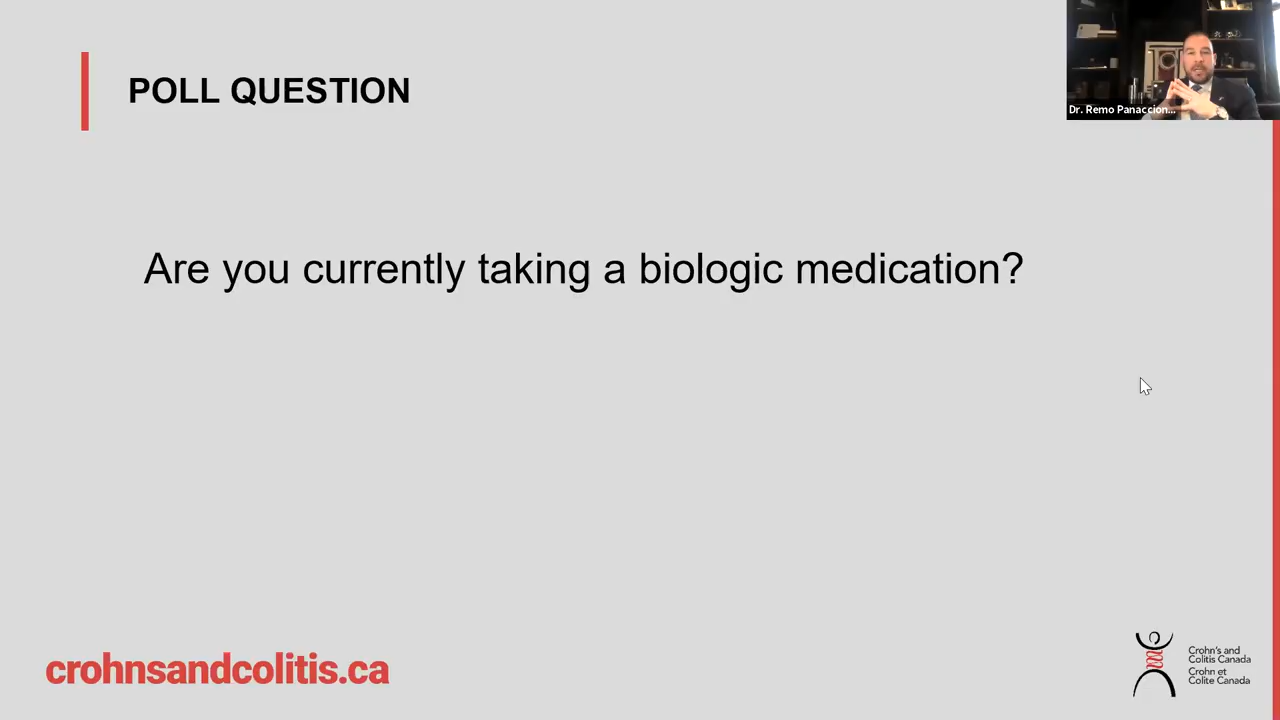 POLL QUESTION
Dr. Remo Panaccion...
Are you currently taking a biologic medication?
crohnsandcolitis.ca
Crohn's and
Colitis Canada
Crohn et
Colite Canada